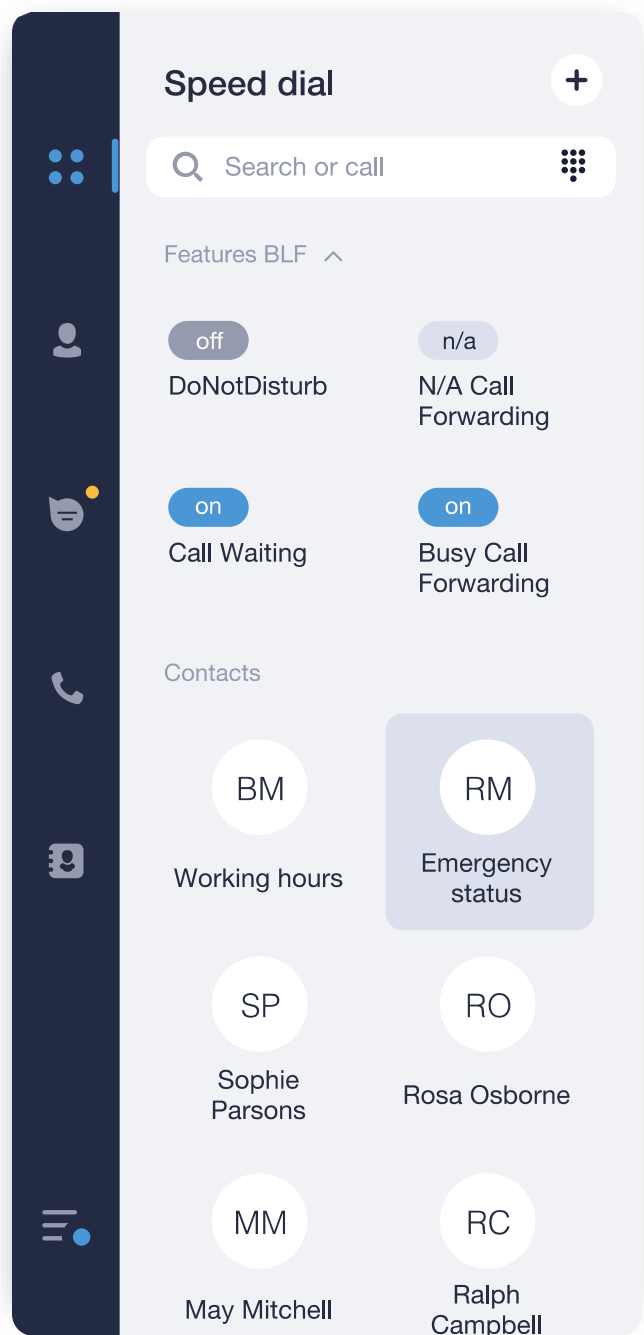 Speed dial
Search or call
Features BLF
off
DoNotDisturb
n/a
N/A Call
Forwarding
on
Call Waiting
on
Busy Call
Forwarding
Contacts
BM
Working hours
RM
Emergency
status
SP
Sophie
Parsons
RO
Rosa Osborne
MM
May Mitchell
RC
Ralph
Campbell